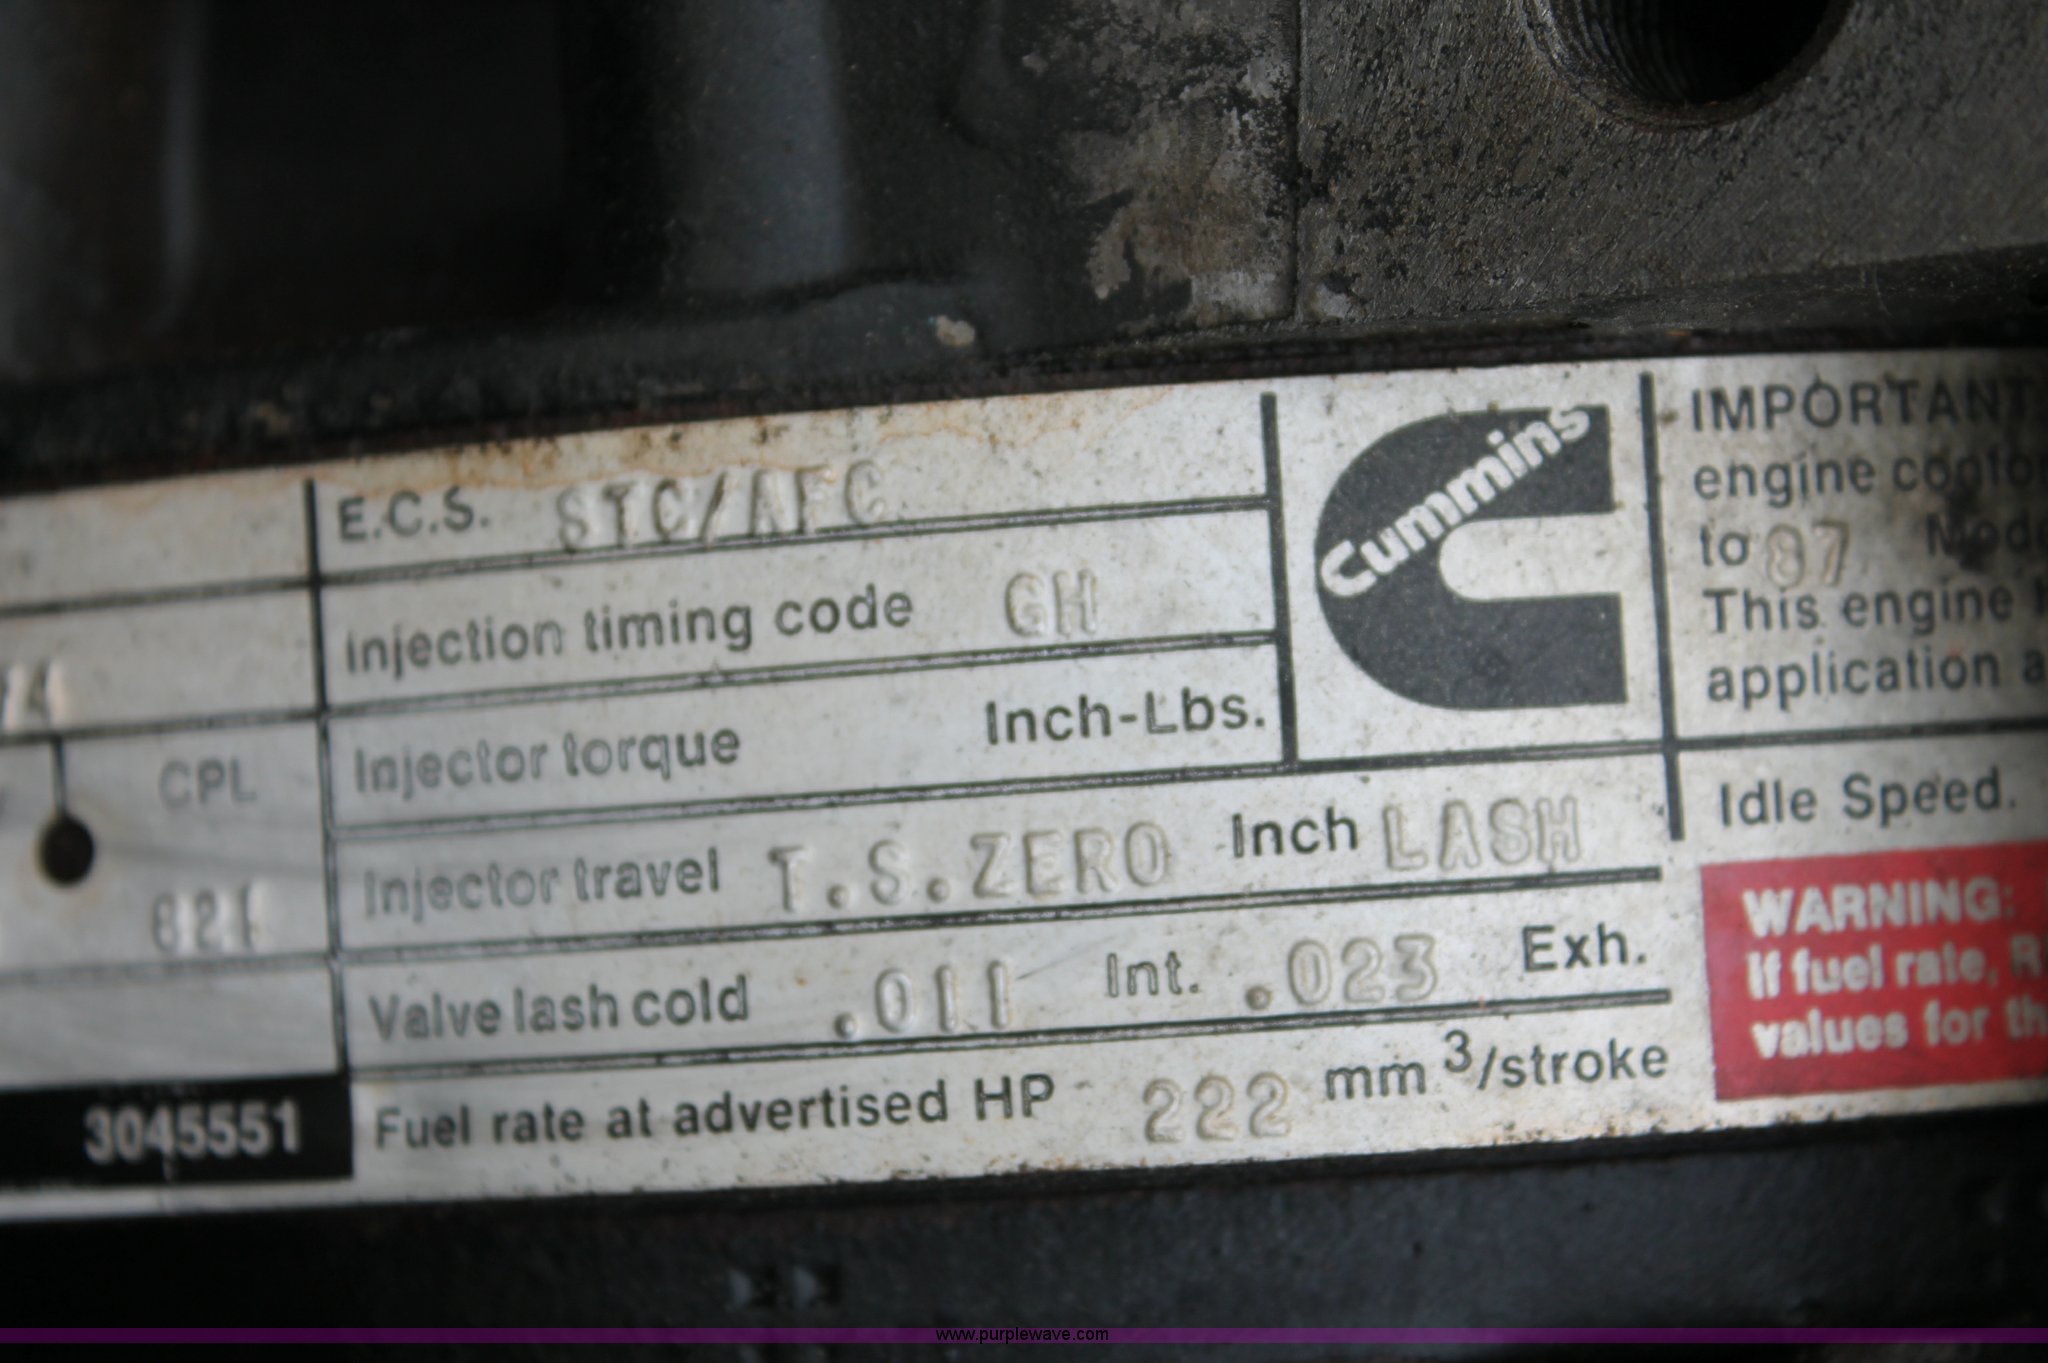 E.C.S. STC/AFC
Injection timing code GH
Injector torque Inch-Lbs.
Injector travel T.S.ZERO Inch LASH
Valve lash cold .011 Int. .023 Exh.
Fuel rate at advertised HP 222 mm3/stroke
CPL
3045551
Cummins
IMPORTANT
engine
to 87
This engine
application
Idle Speed.
WARNING:
If fuel rate,
values for
www.purplewave.com